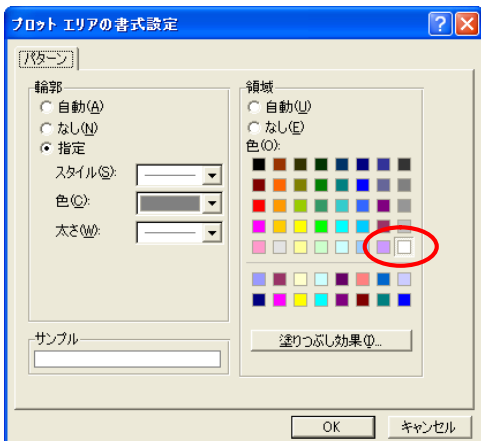 プロット エリアの書式設定
パターン
輪郭
自動(A)
なし(N)
指定
スタイル(S):
色(C):
太さ(W):
サンプル
領域
自動(U)
なし(E)
色(O):
塗りつぶし効果(I)...
OK
キャンセル